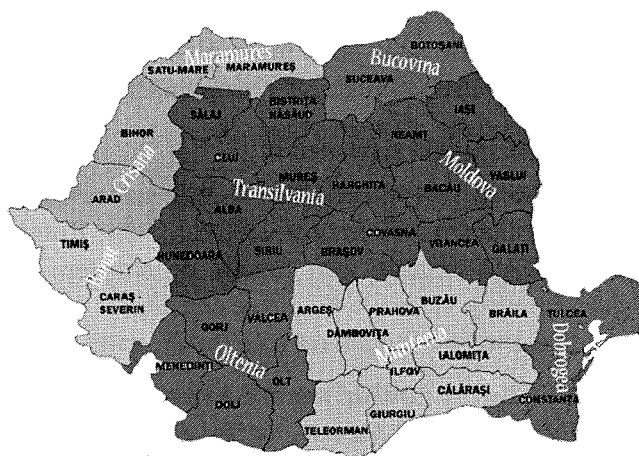 BOTOȘANI
Maramureș
Bucovina
SATU-MARE
MARAMUREȘ
SUCEAVA
SĂLAJ
BISTRIȚA
NĂSĂUD
IAȘI
NEAMȚ
BIHOR
CLUJ
Crișana
MUREȘ
HARGHITA
Moldova
BACĂU
VASLUI
Transilvania
ARAD
ALBA
TIMIȘ
HUNEDOARA
SIBIU
BRAȘOV
COVASNA
VRANCEA
GALAȚI
CARAȘ -
SEVERIN
GORJ
VALCEA
ARGEȘ
PRAHOVA
BUZĂU
BRĂILA
TULCEA
DÂMBOVIȚA
Muntenia
Dobrogea
MEHEDINȚI
Oltenia
OLT
IALOMIȚA
ILFOV
CĂLĂRAȘI
DOLJ
CONSTANȚA
GIURGIU
TELEORMAN